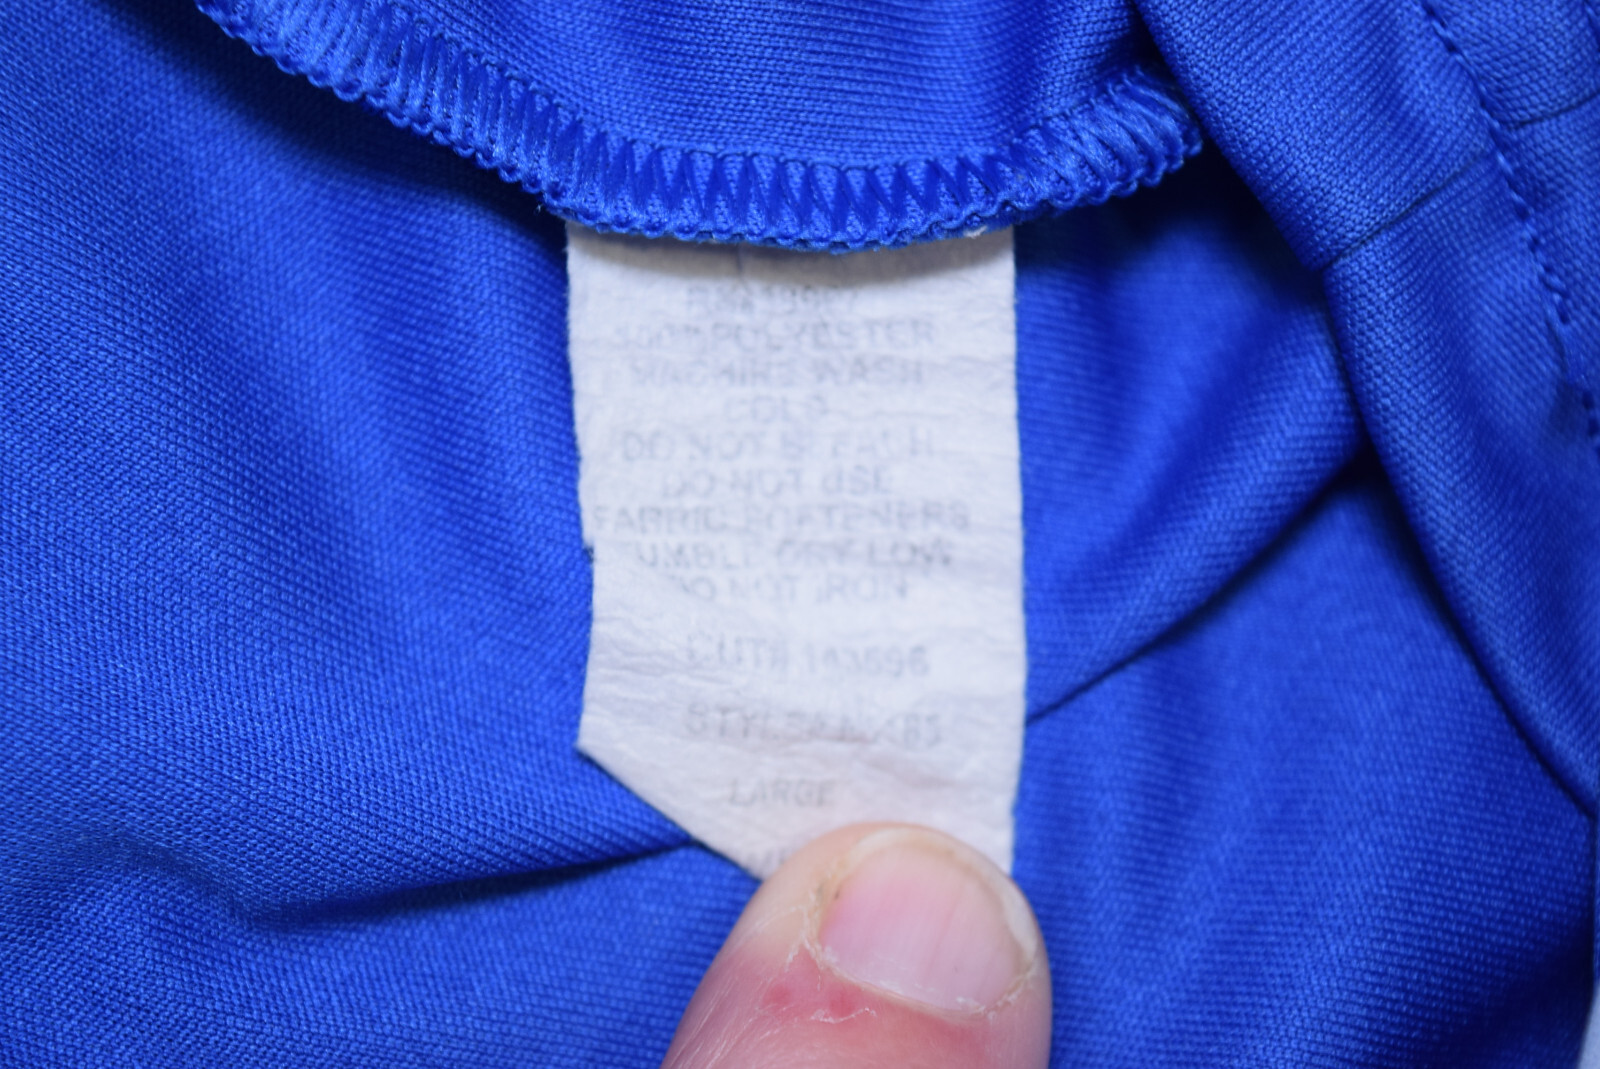 100% POLYESTER
MACHINE WASH
COLD
DO NOT BLEACH
DO NOT USE
FABRIC SOFTENERS
TUMBLE DRY LOW
DO NOT IRON
CUT#
LARGE